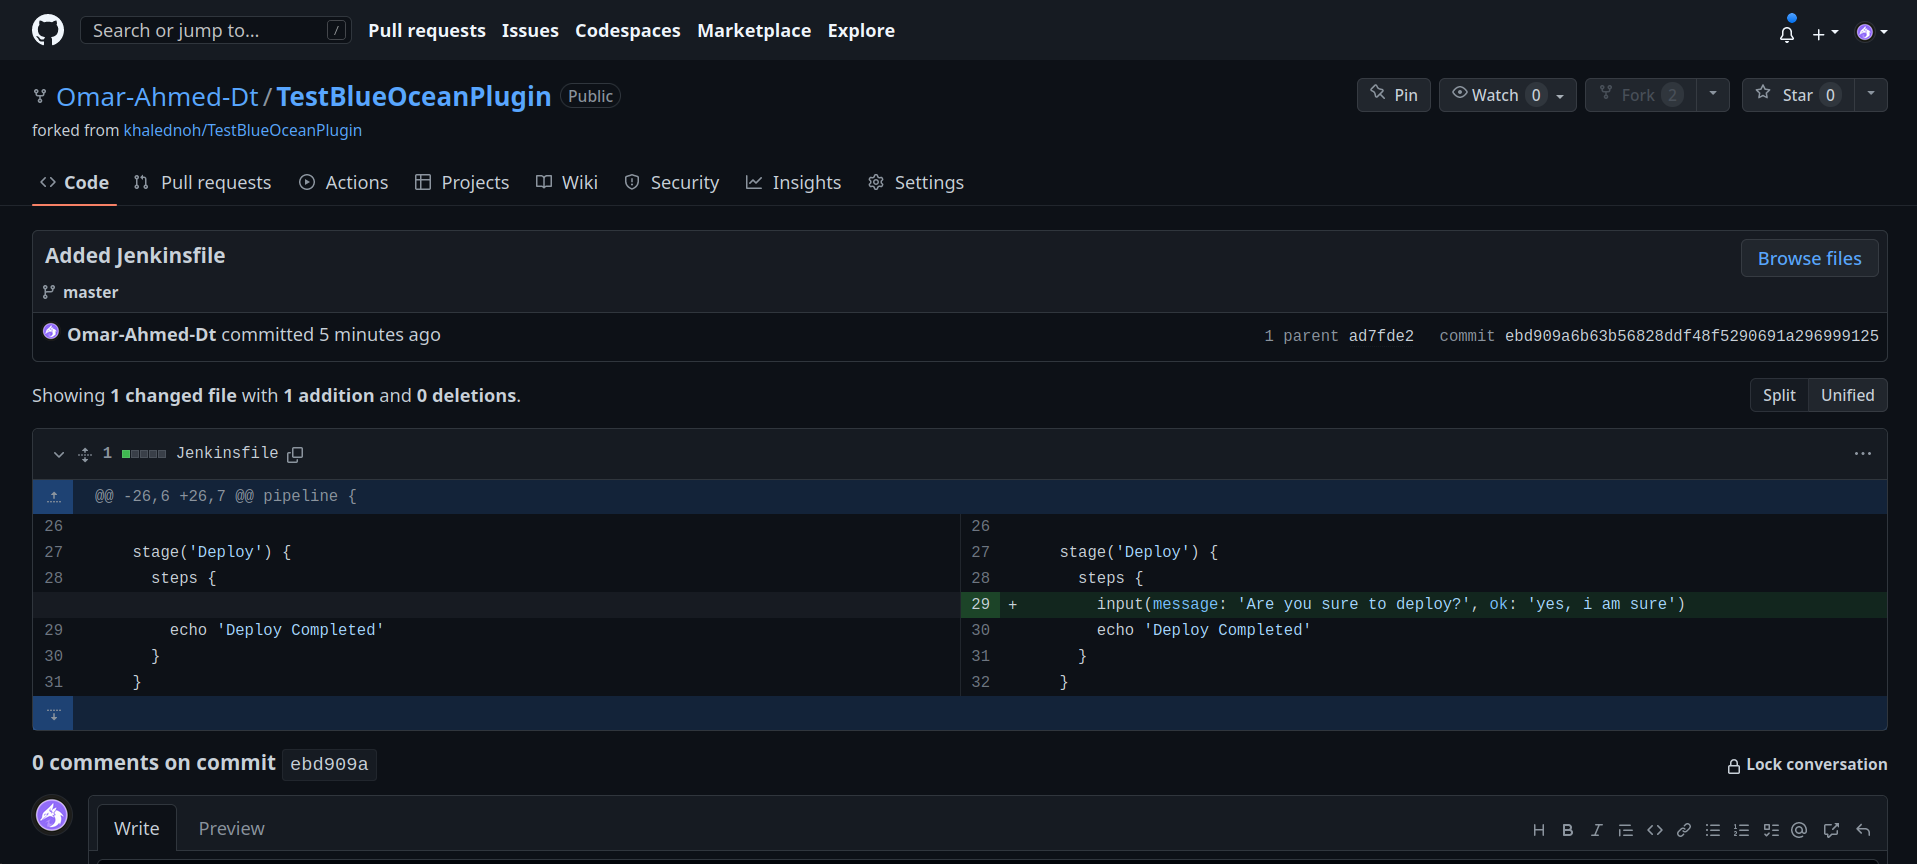 Search or jump to... / Pull requests Issues Codespaces Marketplace Explore
Omar-Ahmed-Dt / TestBlueOceanPlugin Public Pin Watch 0 Fork 2 Star 0
forked from khalednoh/TestBlueOceanPlugin
Code Pull requests Actions Projects Wiki Security Insights Settings
Added Jenkinsfile
Browse files
master
Omar-Ahmed-Dt committed 5 minutes ago 1 parent ad7fde2 commit ebd909a6b63b56828ddf48f5290691a296999125
Showing 1 changed file with 1 addition and 0 deletions. Split Unified
1 Jenkinsfile
@@ -26,6 +26,7 @@ pipeline {
26 26
27 stage('Deploy') { 27 stage('Deploy') {
28 steps { 28 steps {
29 + input(message: 'Are you sure to deploy?', ok: 'yes, i am sure')
29 echo 'Deploy Completed' 30 echo 'Deploy Completed'
30 } 31 }
31 } 32 }
0 comments on commit ebd909a Lock conversation
Write Preview